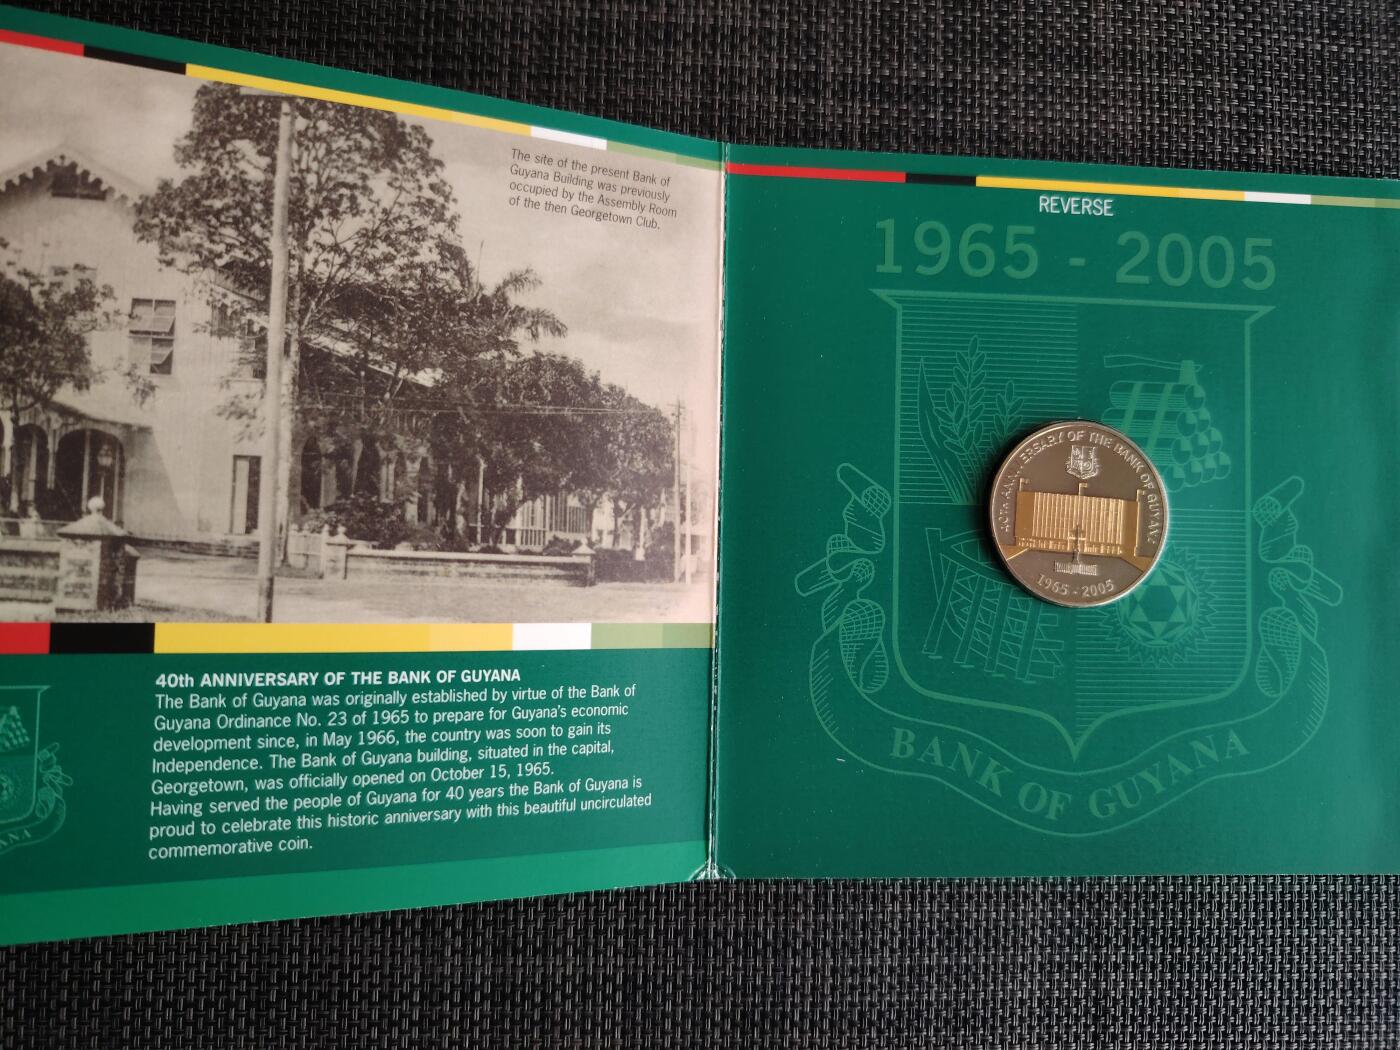 The site of the present Bank of
Guyana Building was previously
occupied by the Assembly Room
of the then Georgetown Club.
40th ANNIVERSARY OF THE BANK OF GUYANA
The Bank of Guyana was originally established by virtue of the Bank of
Guyana Ordinance No. 23 of 1965 to prepare for Guyana's economic
development since, in May 1966, the country was soon to gain its
Independence. The Bank of Guyana building, situated in the capital,
Georgetown, was officially opened on October 15, 1965.
Having served the people of Guyana for 40 years the Bank of Guyana is
proud to celebrate this historic anniversary with this beautiful uncirculated
commemorative coin.
REVERSE
1965 - 2005
40TH ANNIVERSARY OF THE BANK OF GUYANA
1965 - 2005
BANK OF GUYANA